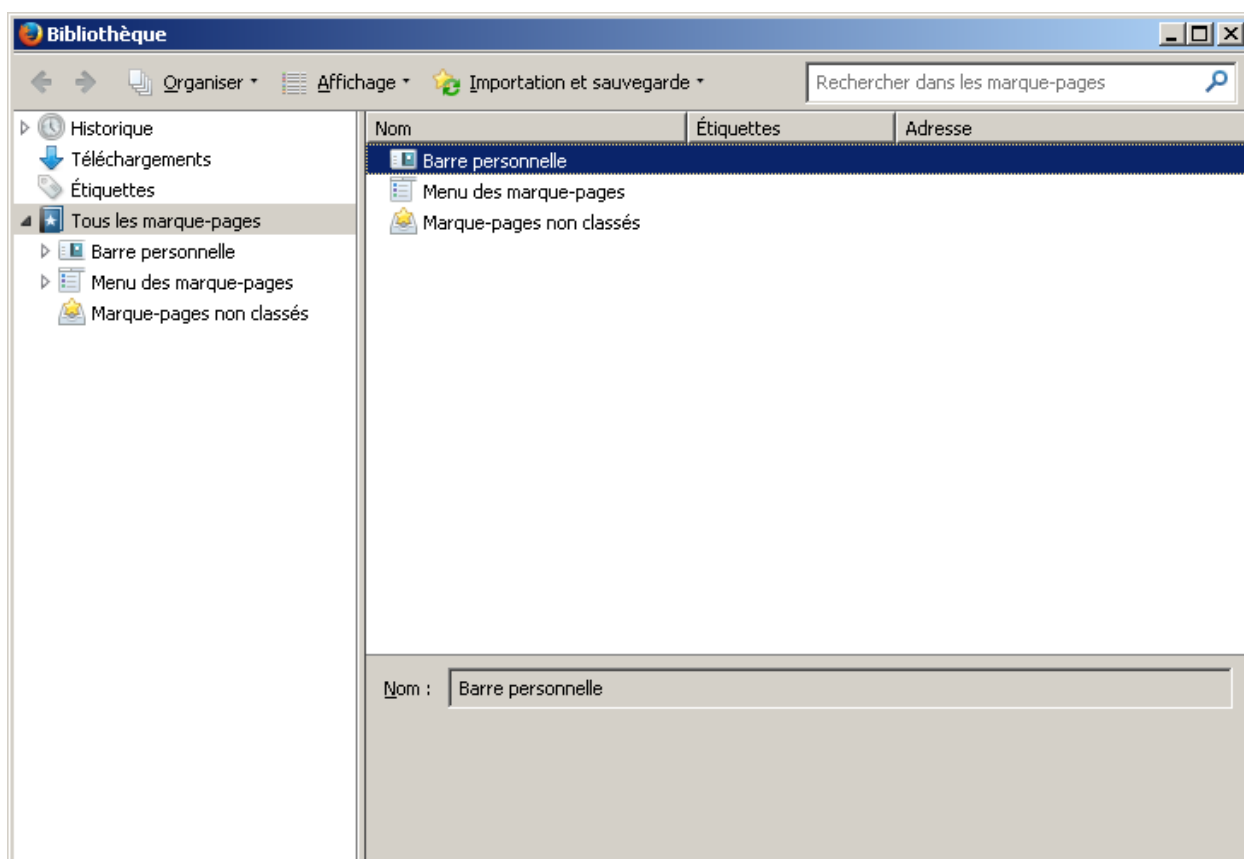 Bibliothèque
Organiser Affichage Importation et sauvegarde Rechercher dans les marque-pages
Historique
Téléchargements
Étiquettes
Tous les marque-pages
Barre personnelle
Menu des marque-pages
Marque-pages non classés
Nom Étiquettes Adresse
Barre personnelle
Menu des marque-pages
Marque-pages non classés
Nom : Barre personnelle